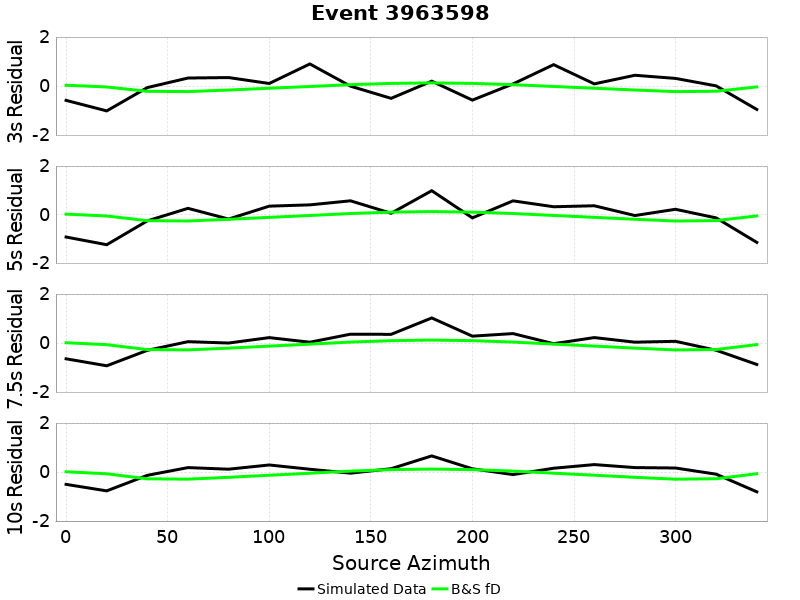 Event 3963598
3s Residual
2
0
-2
5s Residual
2
0
-2
7.5s Residual
2
0
-2
10s Residual
2
0
-2
0 50 100 150 200 250 300
Source Azimuth
Simulated Data B&S fD